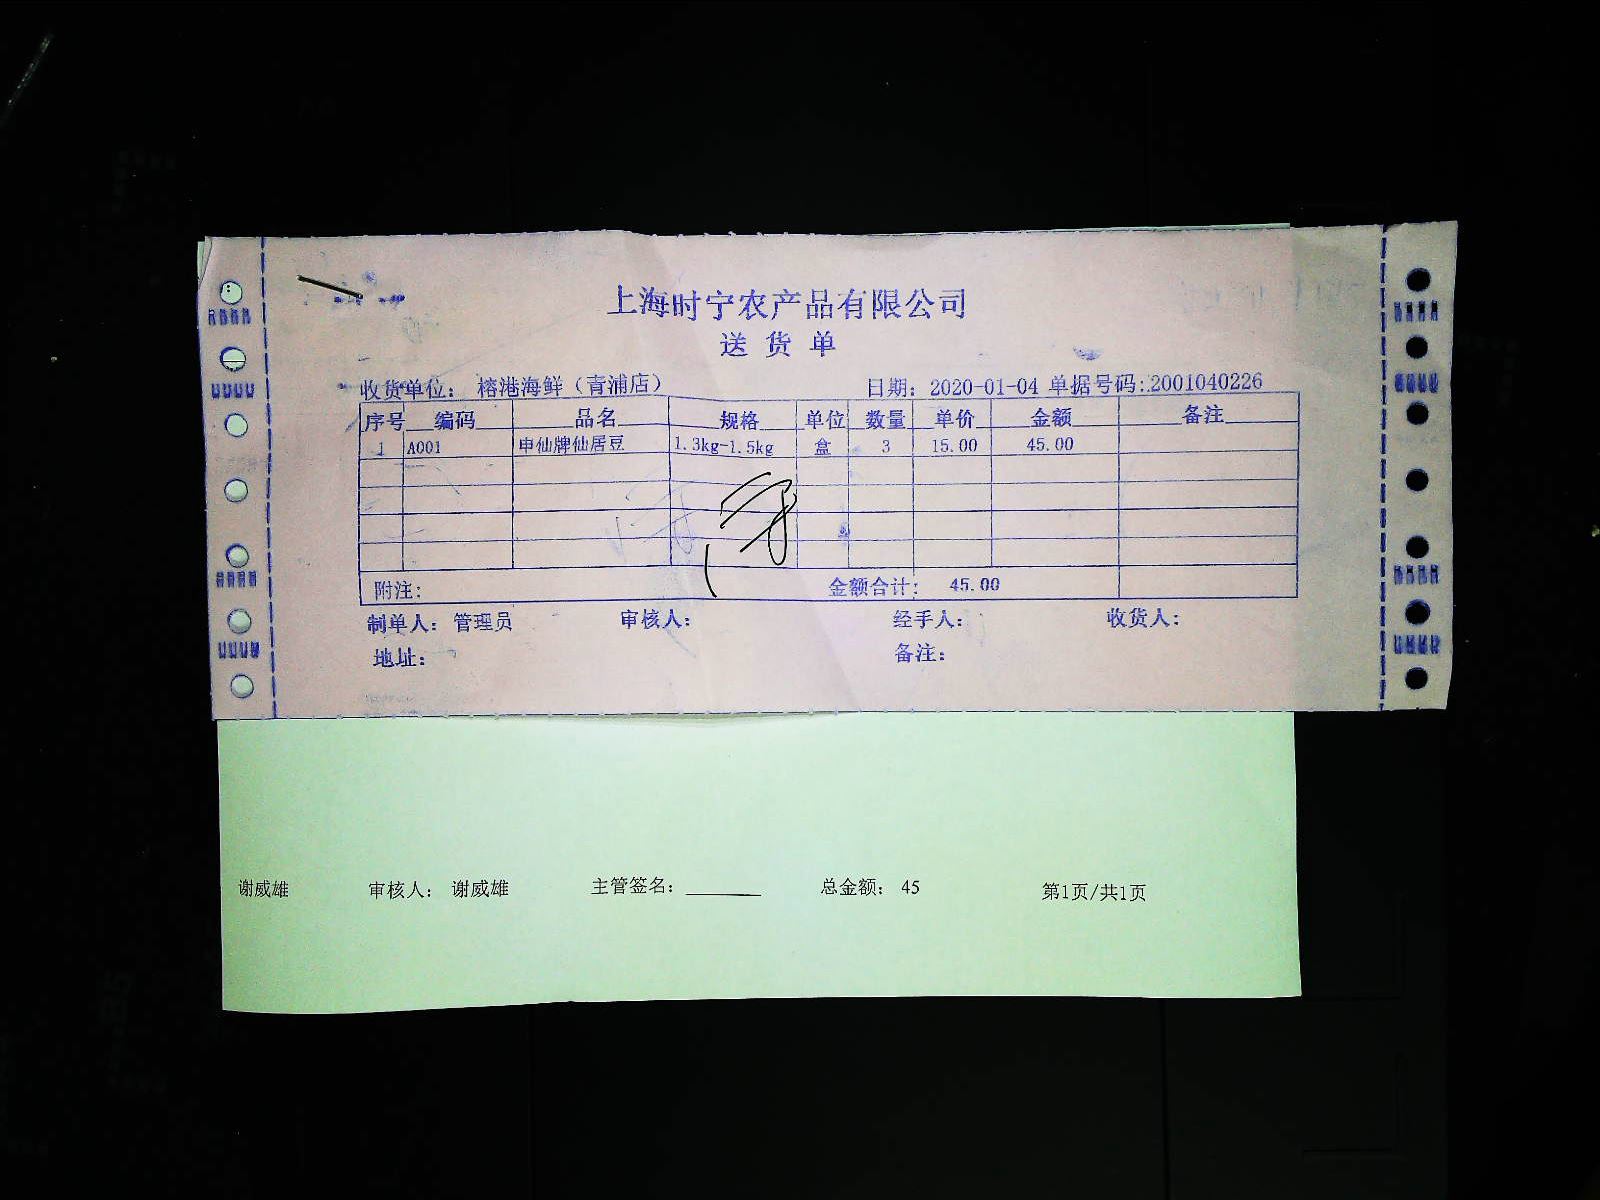 上海时宁农产品有限公司
送货单
收货单位： 榕港海鲜（青浦店） 日期： 2020-01-04 单据号码:2001040226
序号 编码 品名 规格 单位 数量 单价 金额 备注
1 A001 申仙牌仙居豆 1.3kg-1.5kg 盒 3 15.00 45.00
附注： 金额合计： 45.00
制单人： 管理员 审核人： 经手人： 收货人：
地址： 备注：
谢威雄 审核人： 谢威雄 主管签名： ______ 总金额： 45 第1页/共1页